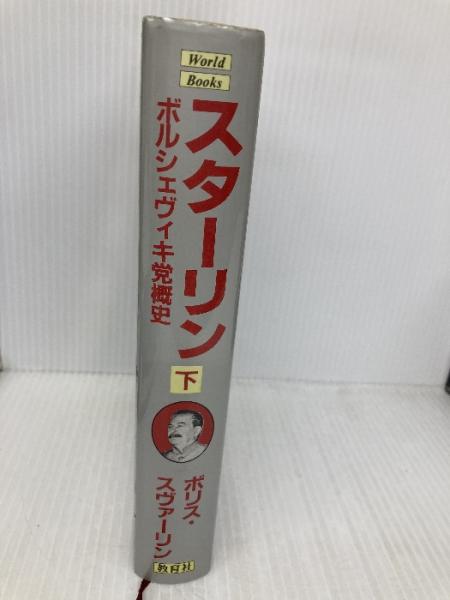 World
Books
スターリン
ボルシェヴィキ党概史
下
ボリス・
スヴァーリン
教育社